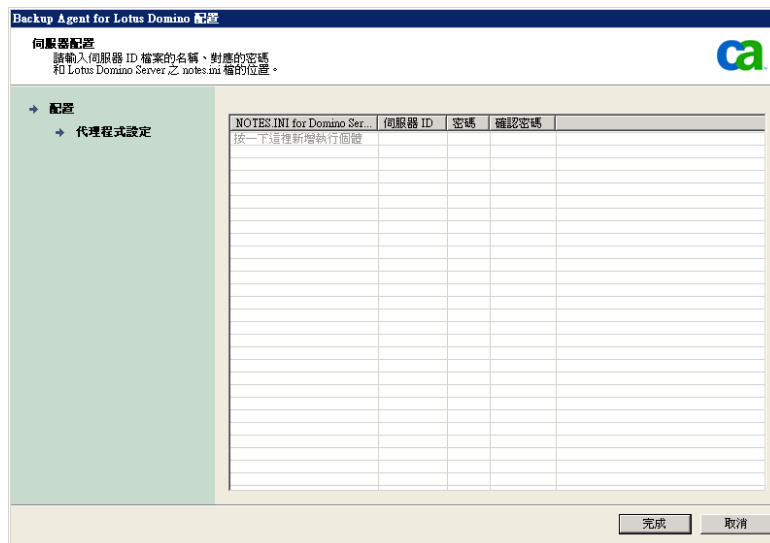 Backup Agent for Lotus Domino 配置
伺服器配置
請輸入伺服器 ID 檔案的名稱、對應的密碼
和 Lotus Domino Server 之 notes.ini 檔的位置。
ca
配置
代理程式設定
NOTES.INI for Domino Ser... 伺服器 ID 密碼 確認密碼
按一下這裡新增執行個體
完成 取消